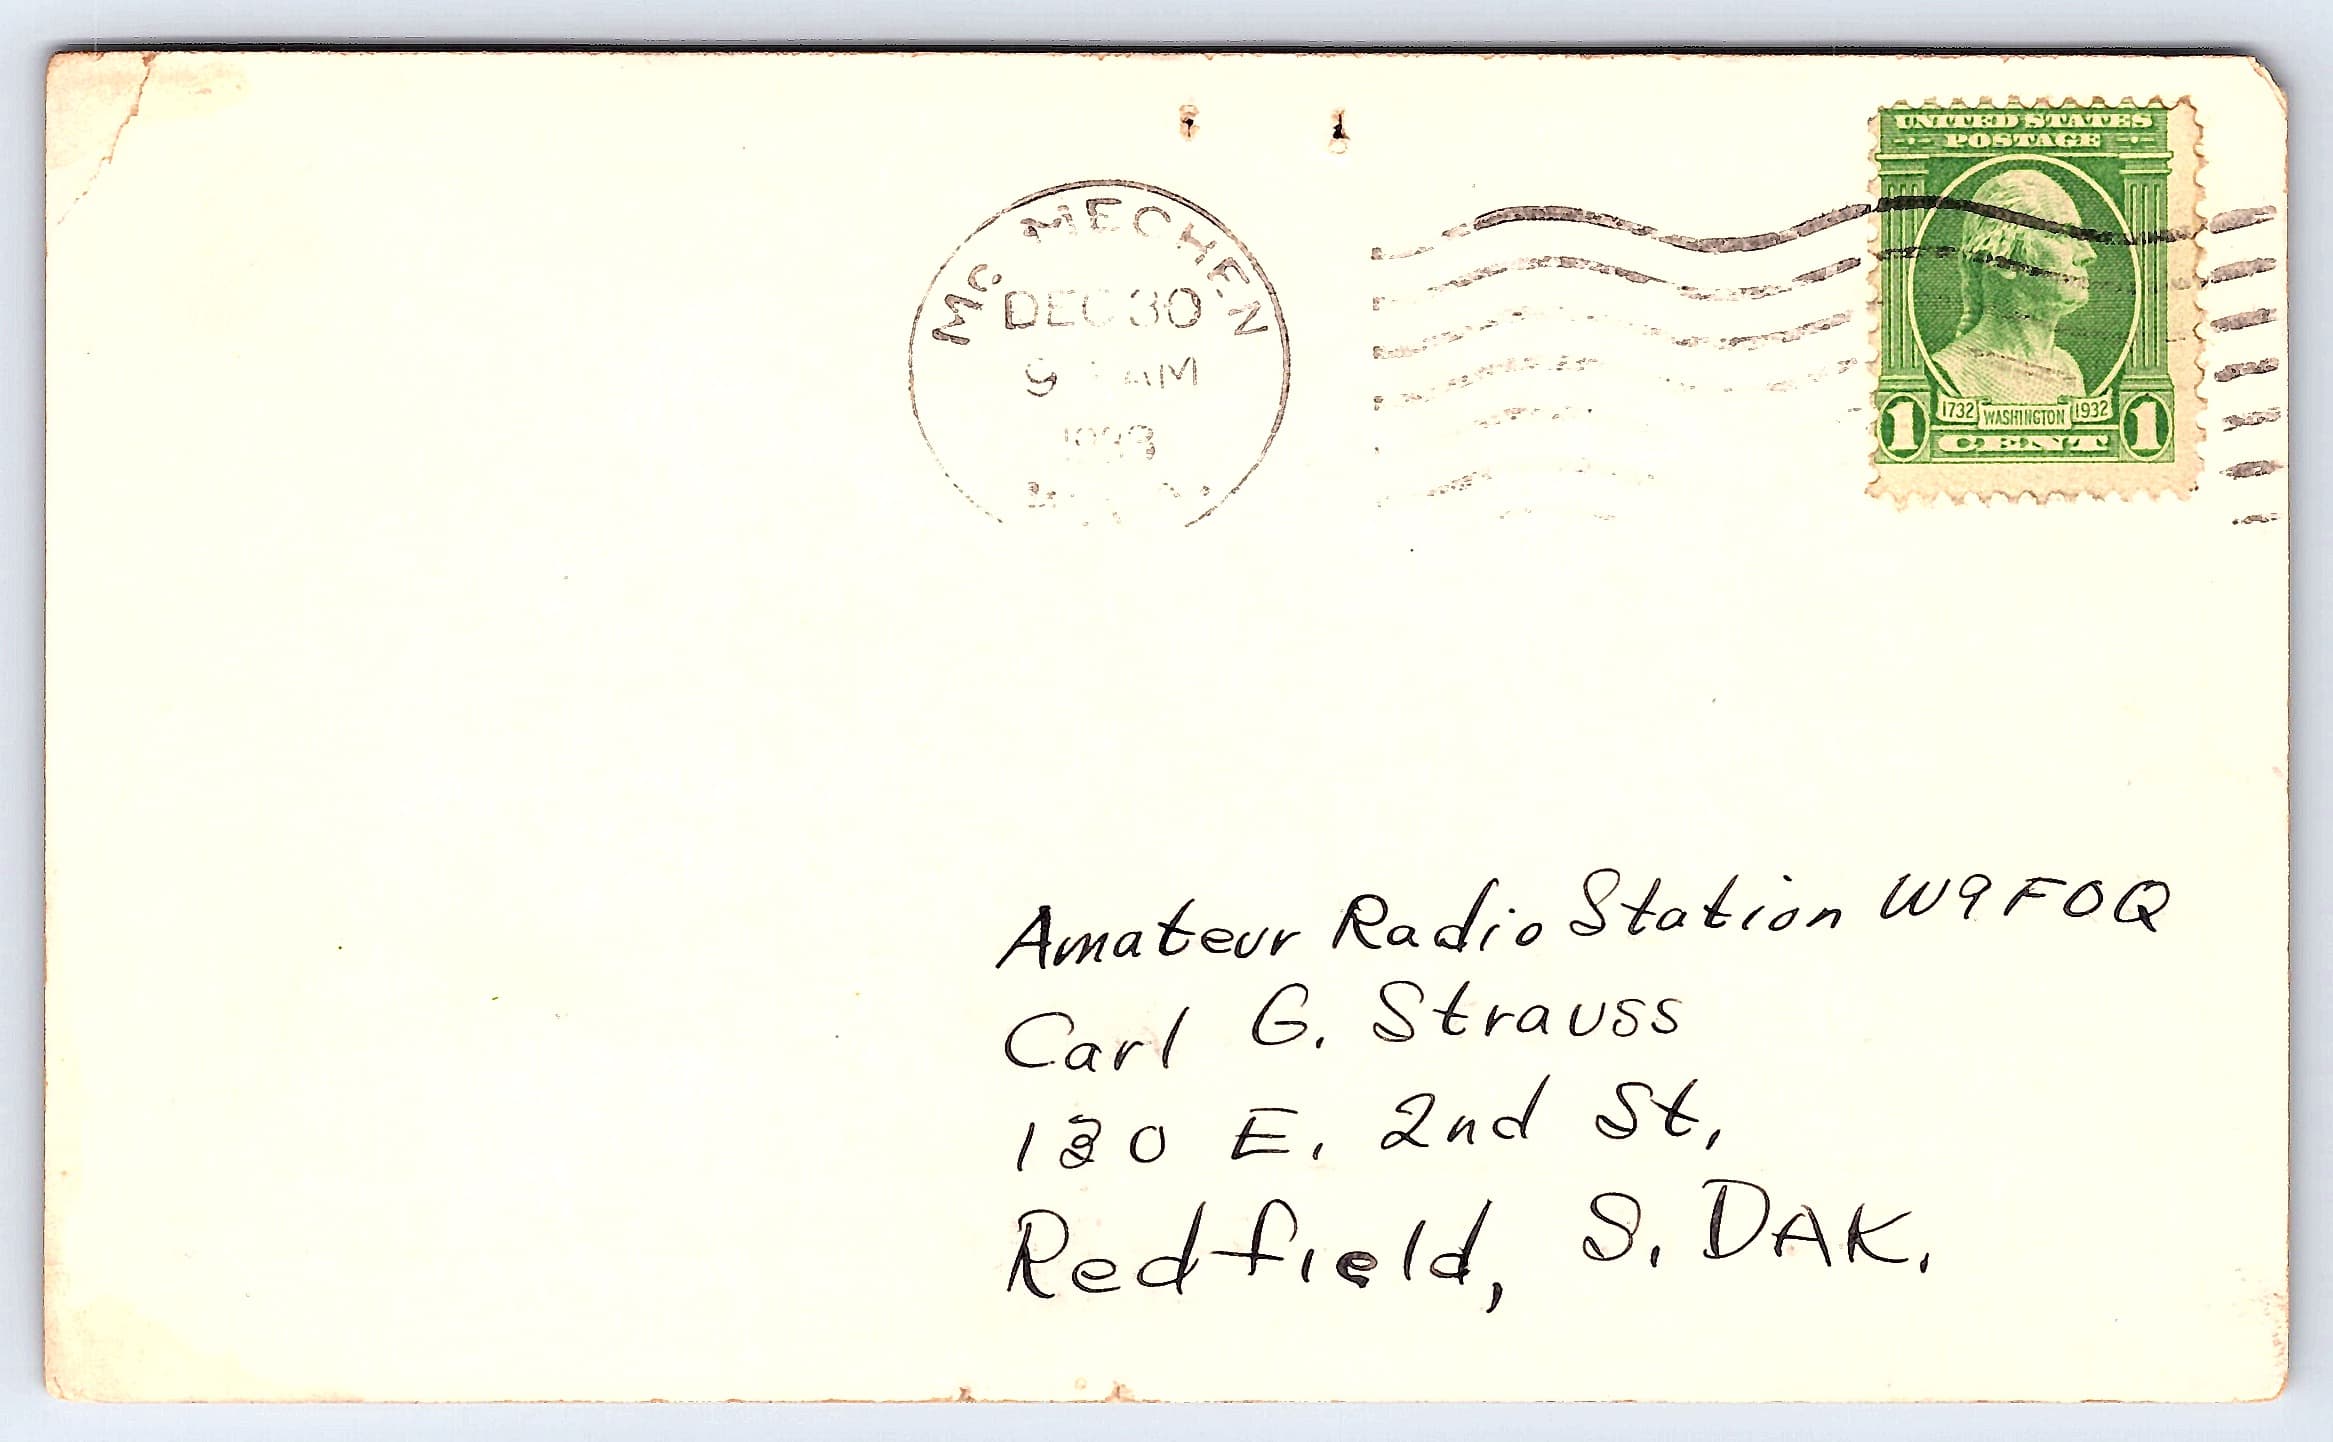 UNITED STATES
POSTAGE
Mc. MECHEN
DEC 30
9 AM
1732 WASHINGTON 1932
1 CENT 1
Amateur Radio Station W9FOQ
Carl G. Strauss
130 E. 2nd St,
Redfield, S. DAK.